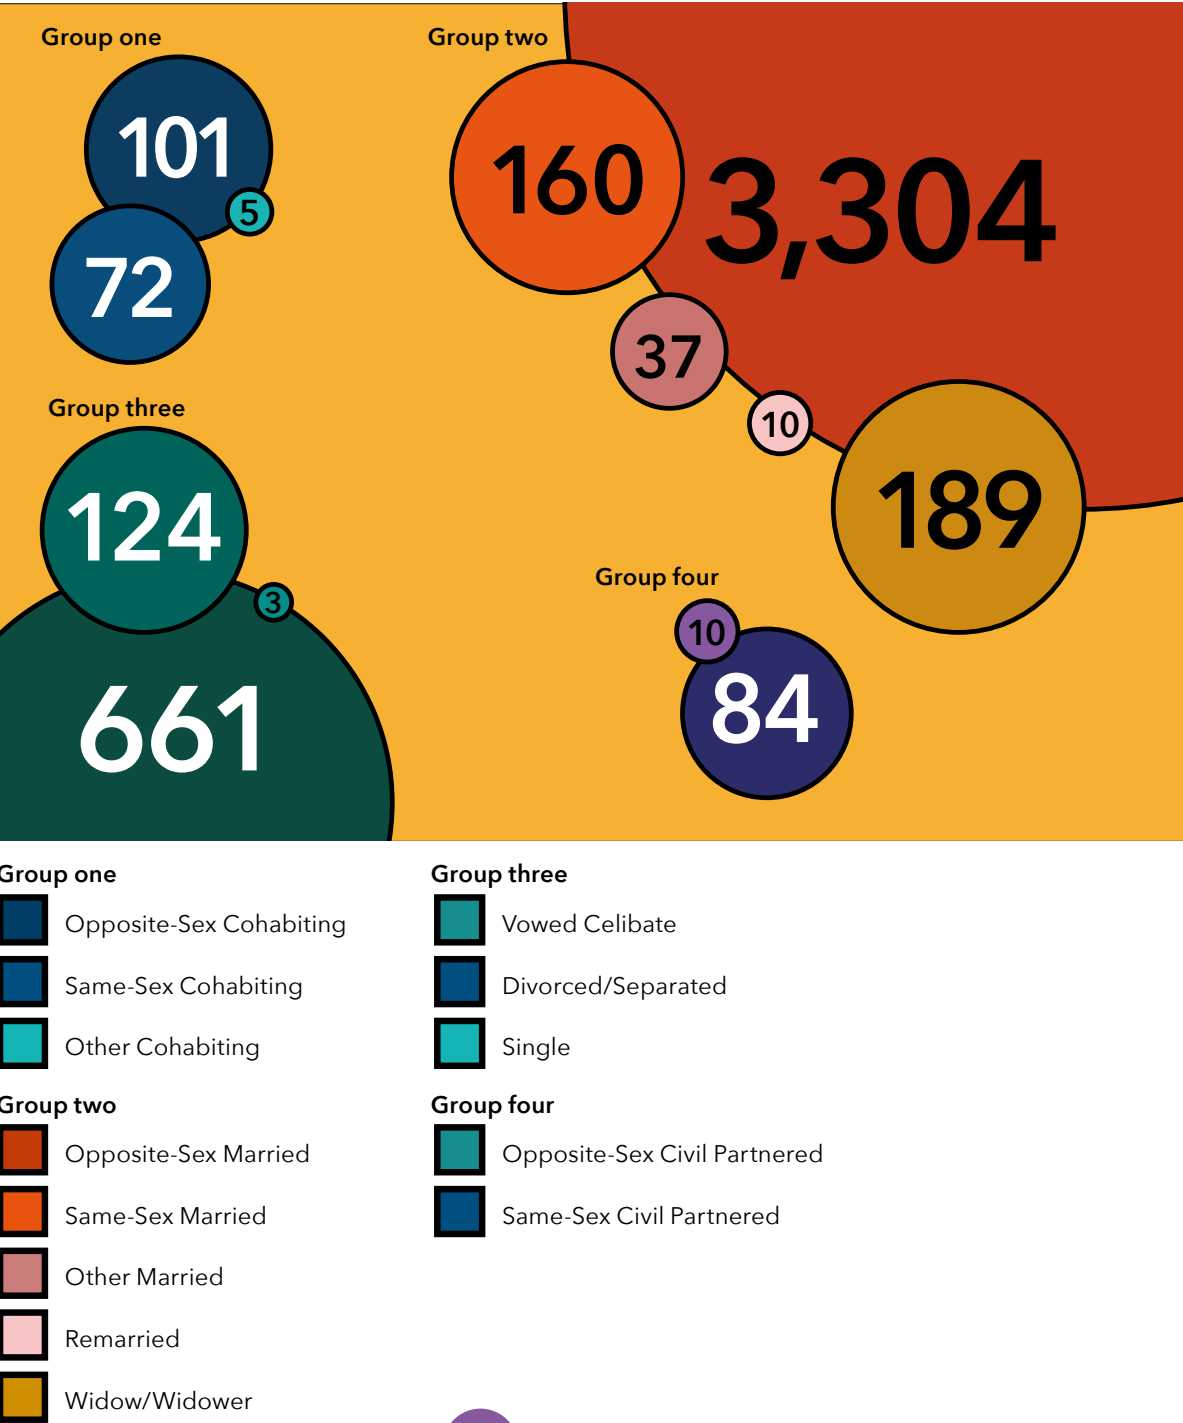 Group one
101
5
72
Group two
160
3,304
37
10
189
Group three
124
3
661
Group four
10
84
Group one
Opposite-Sex Cohabiting
Same-Sex Cohabiting
Other Cohabiting
Group two
Opposite-Sex Married
Same-Sex Married
Other Married
Remarried
Widow/Widower
Group three
Vowed Celibate
Divorced/Separated
Single
Group four
Opposite-Sex Civil Partnered
Same-Sex Civil Partnered